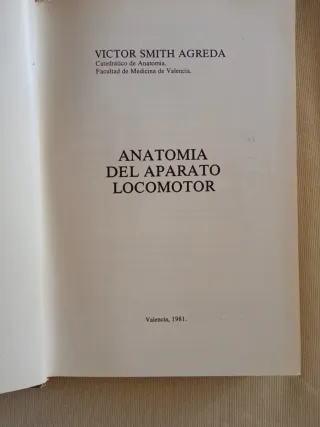 VICTOR SMITH AGREDA
Catedrático de Anatomía.
Facultad de Medicina de Valencia.
ANATOMIA
DEL APARATO
LOCOMOTOR
Valencia, 1981.